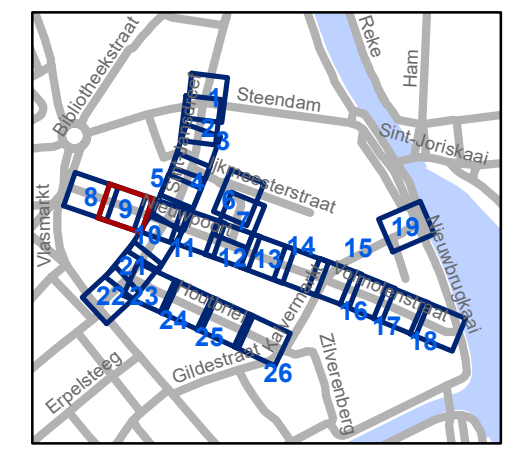 Bibliotheekstraat
Reke
Ham
Steendam
Sint-Joriskaai
Vlasmarkt
Nieuwpoort
Nieuwbrugkaai
Houtbriel
Kalvermarkt
Gildestraat
Zilverenberg
Erpelsteeg
1
2
3
4
5
6
7
8
9
10
11
12
13
14
15
16
17
18
19
21
22
23
24
25
26